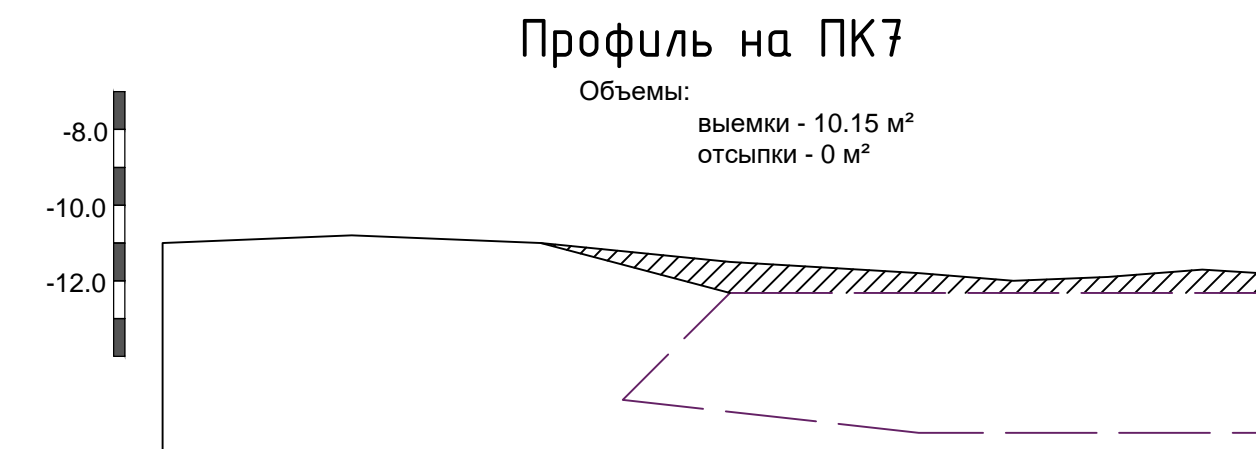 Профиль на ПК7
Объемы:
выемки - 10.15 м²
отсыпки - 0 м²
-8.0
-10.0
-12.0